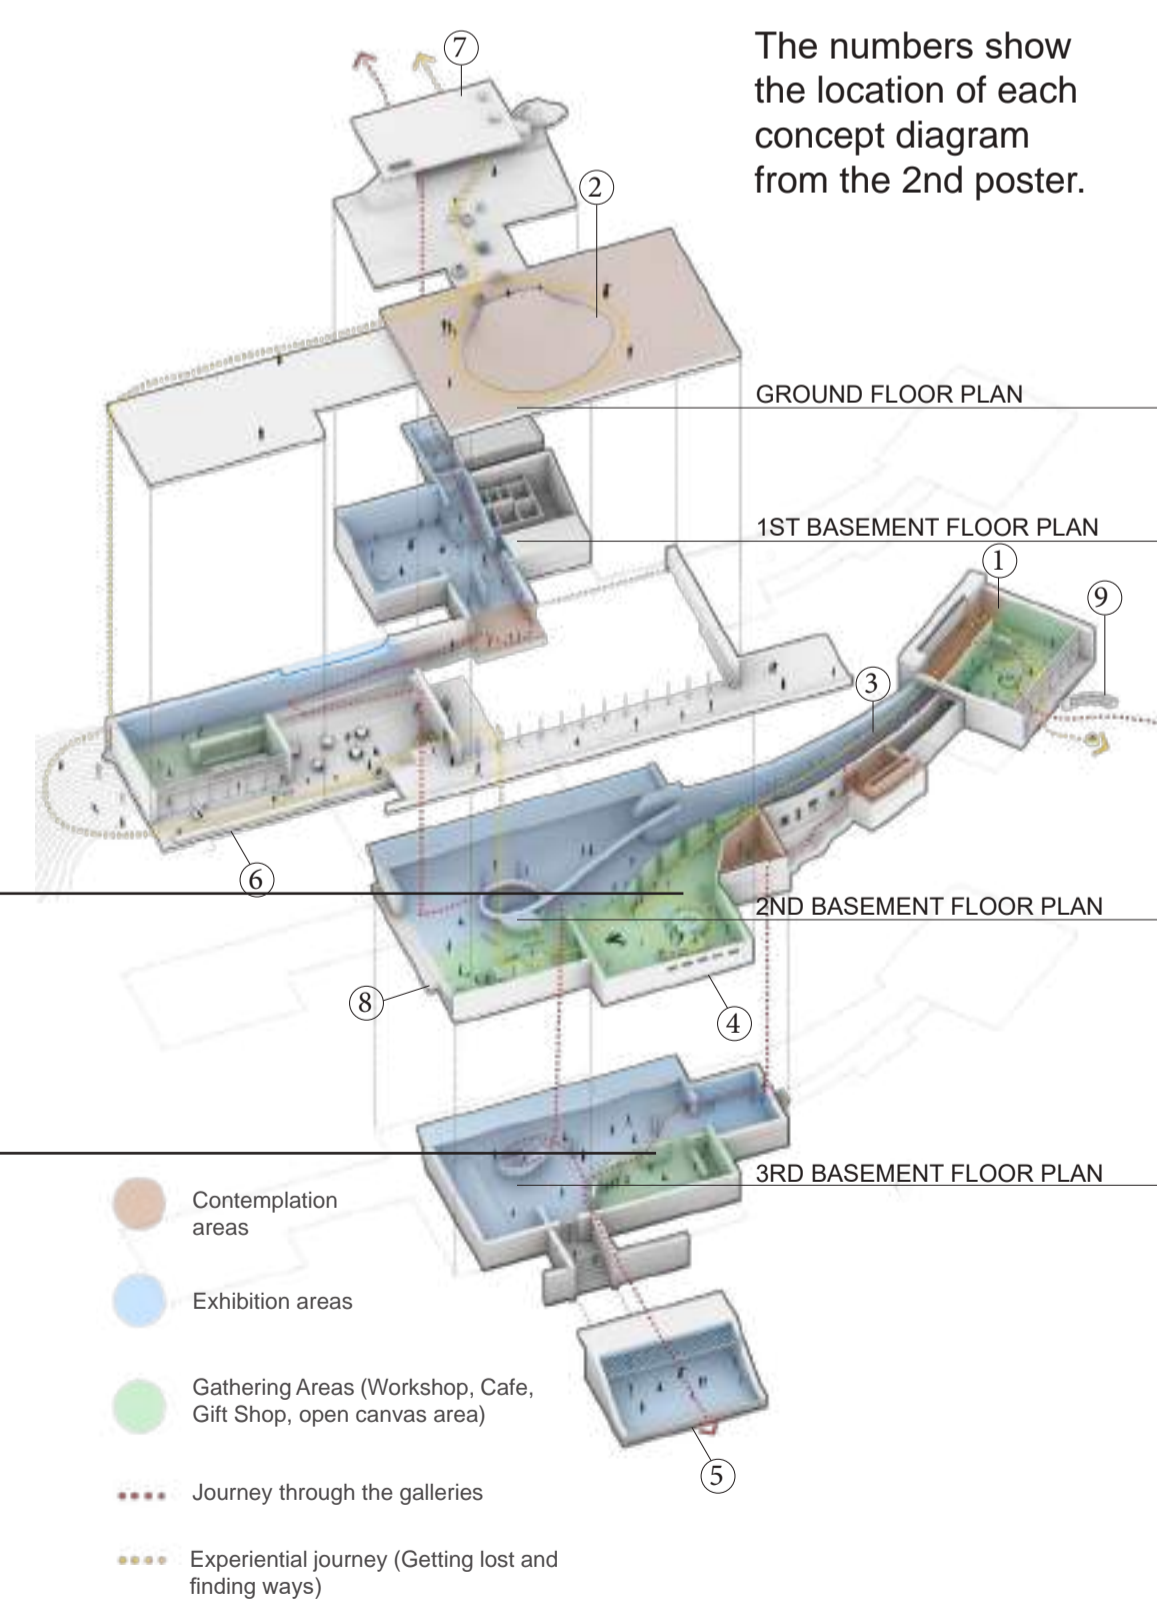 The numbers show
the location of each
concept diagram
from the 2nd poster.
7
2
GROUND FLOOR PLAN
1ST BASEMENT FLOOR PLAN
1
9
3
6
2ND BASEMENT FLOOR PLAN
8
4
3RD BASEMENT FLOOR PLAN
Contemplation
areas
Exhibition areas
Gathering Areas (Workshop, Cafe,
Gift Shop, open canvas area)
5
Journey through the galleries
Experiential journey (Getting lost and
finding ways)